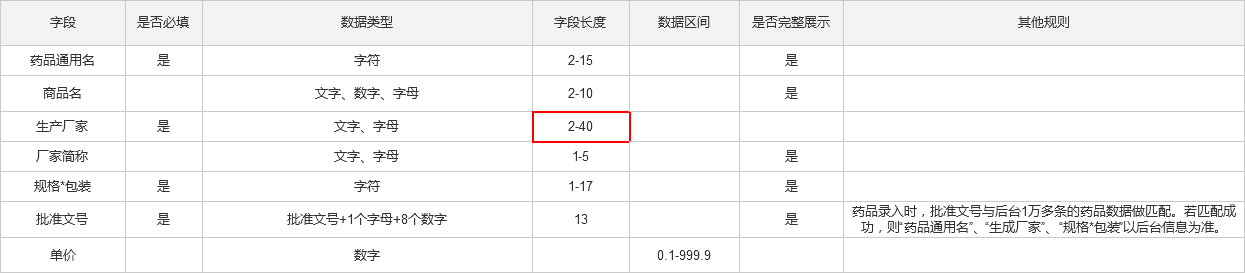 字段 是否必填 数据类型 字段长度 数据区间 是否完整展示 其他规则
药品通用名 是 字符 2-15 是
商品名 文字、数字、字母 2-10 是
生产厂家 是 文字、字母 2-40
厂家简称 文字、字母 1-5 是
规格*包装 是 字符 1-17 是
批准文号 是 批准文号+1个字母+8个数字 13 是 药品录入时，批准文号与后台1万多条的药品数据做匹配。若匹配成
功，则“药品通用名”、“生成厂家”、“规格*包装”以后台信息为准。
单价 数字 0.1-999.9